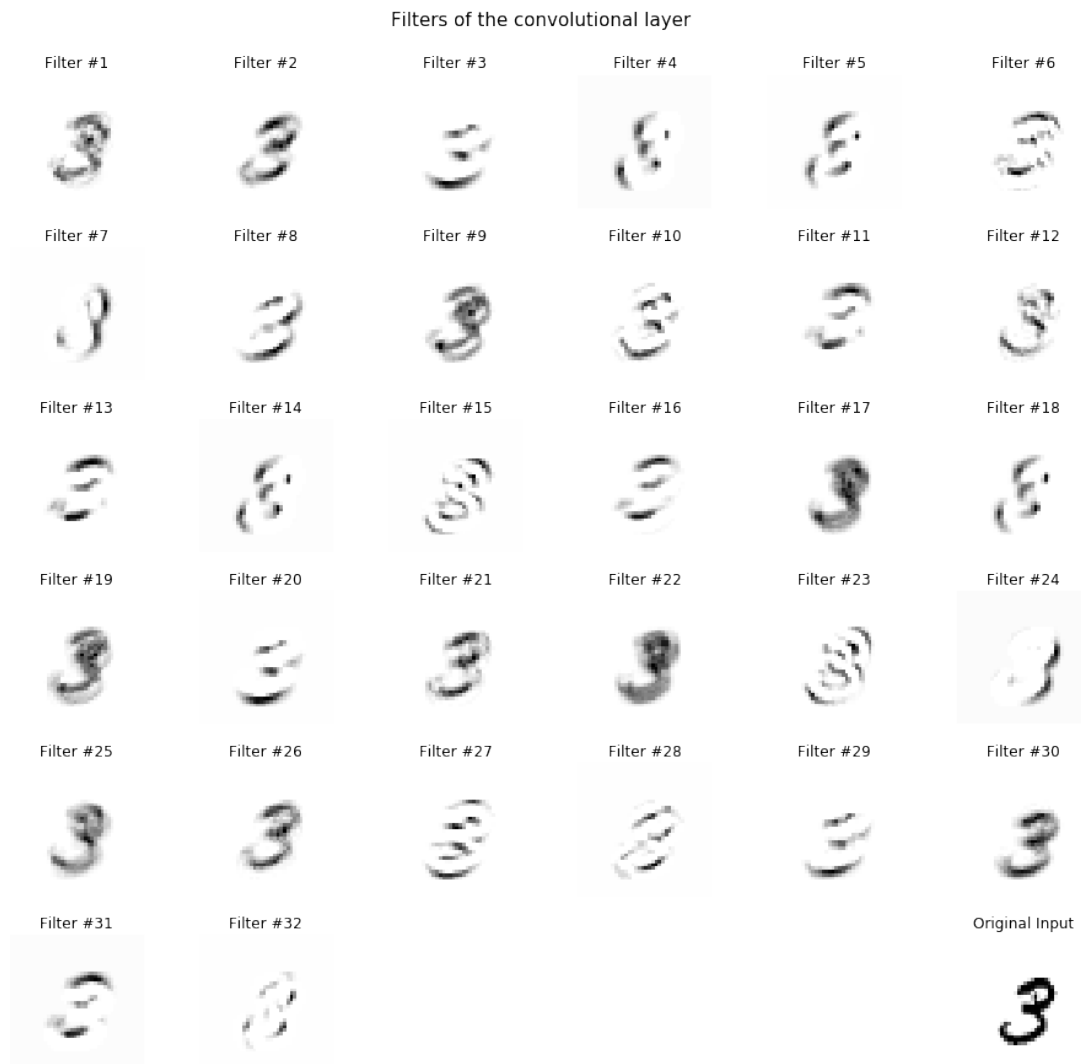 Filters of the convolutional layer
Filter #1 Filter #2 Filter #3 Filter #4 Filter #5 Filter #6
Filter #7 Filter #8 Filter #9 Filter #10 Filter #11 Filter #12
Filter #13 Filter #14 Filter #15 Filter #16 Filter #17 Filter #18
Filter #19 Filter #20 Filter #21 Filter #22 Filter #23 Filter #24
Filter #25 Filter #26 Filter #27 Filter #28 Filter #29 Filter #30
Filter #31 Filter #32 Original Input
3